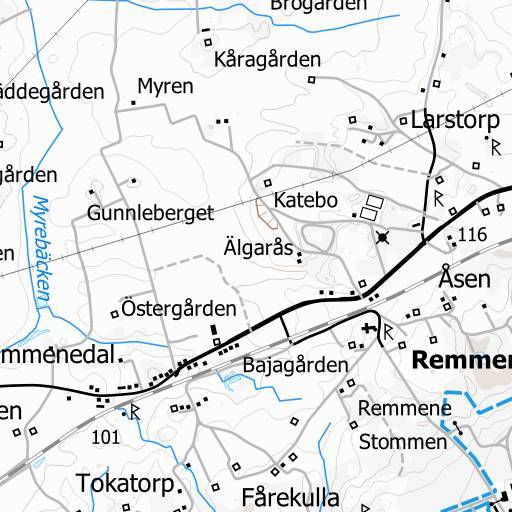 Brogården
Kåragården
äddegården
Myren
Larstorp
R
gården
Katebo
R
Myrebäcken
Gunnleberget
116
Älgarås
en
Åsen
Östergården
R
mmenedal
Bajagården
Remmen
en
R
Remmene
101
Stommen
Tokatorp
Fårekulla